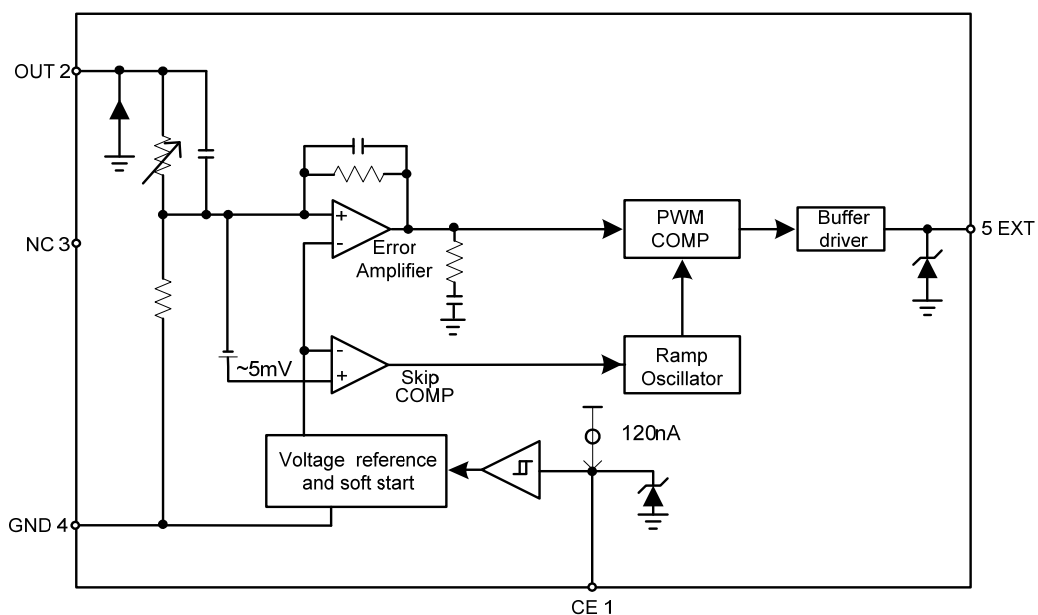 OUT 2
NC 3
GND 4
+
-
Error
Amplifier
PWM
COMP
Buffer
driver
5 EXT
~5mV
-
+
Skip
COMP
Ramp
Oscillator
Voltage reference
and soft start
120nA
CE 1